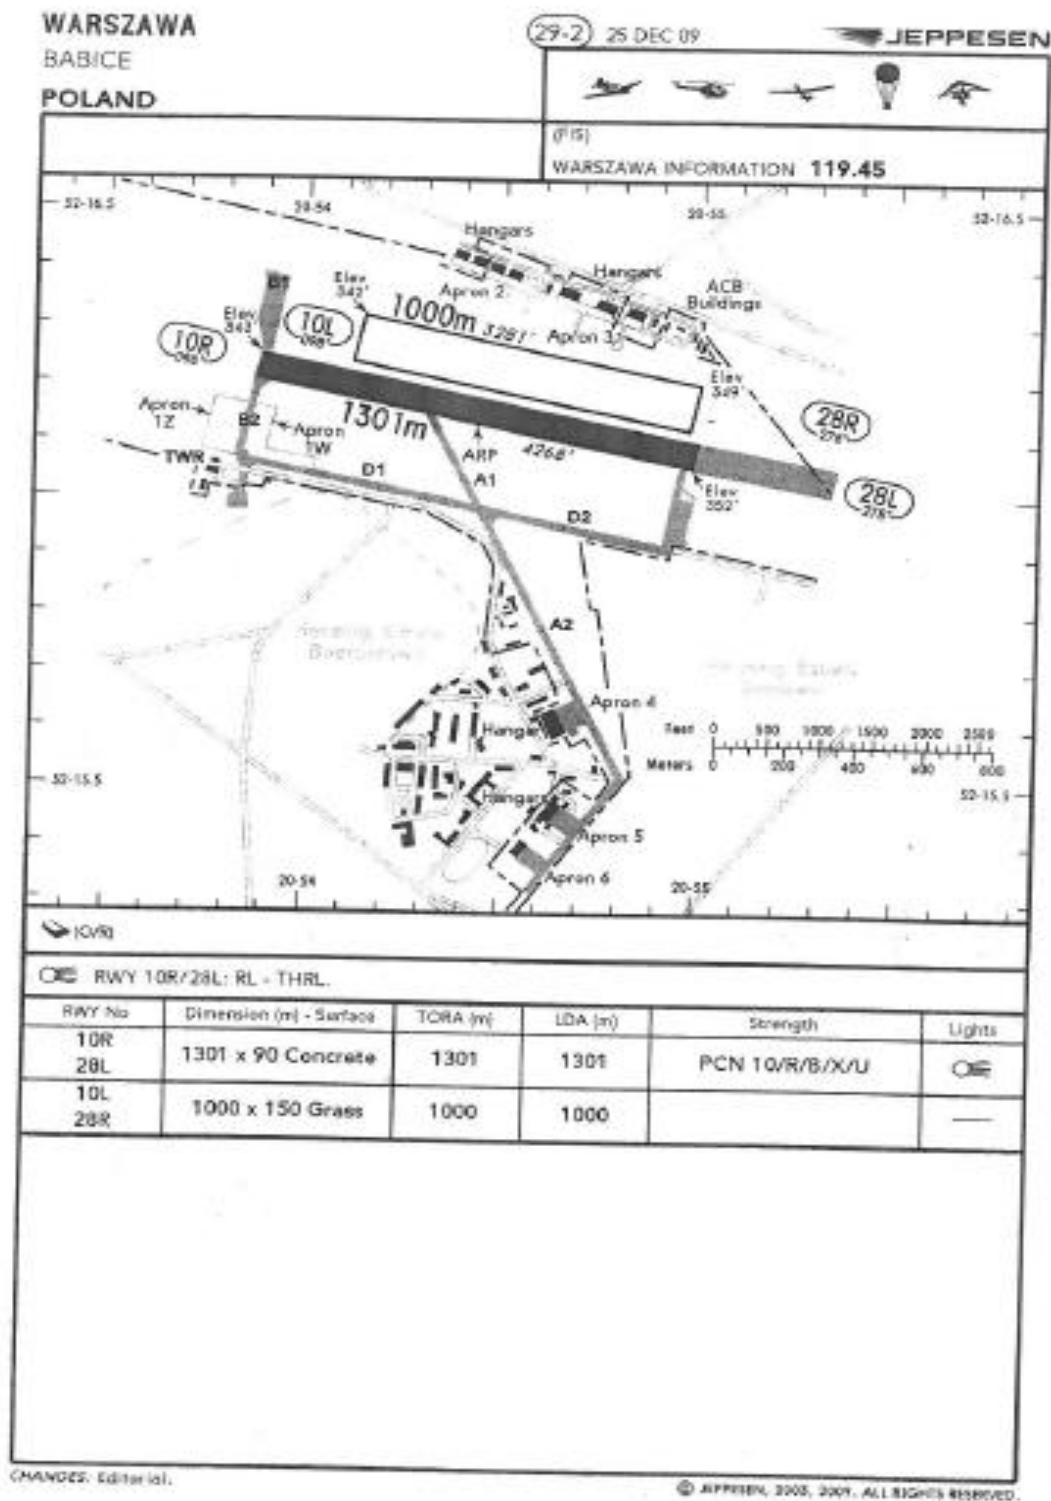 WARSZAWA
BABICE
POLAND
29-2 25 DEC 09 JEPPESEN
(FIS)
WARSZAWA INFORMATION 119.45
52-16.5
20-54
20-55
52-16.5
Hangars
Hangars
ACB
Buildings
Apron 2
Apron 3
Elev
342'
1000m 3281'
B1
10L
098°
Elev
343'
10R
098°
Elev
349'
28R
278°
Apron
1Z
B2
Apron
1W
1301m
ARP
4268'
TWR
D1
A1
D2
Elev
352'
28L
278°
A2
Apron 4
Hangar
Hangars
Apron 5
Apron 6
Feet 0 500 1000 1500 2000 2500
Meters 0 200 400 600 800
52-15.5
52-15.5
20-54
20-55
(O/R)
RWY 10R/28L: RL - THRL.
RWY No Dimension (m) - Surface TORA (m) LDA (m) Strength Lights
10R
28L
1301 x 90 Concrete 1301 1301 PCN 10/R/B/X/U
10L
28R
1000 x 150 Grass 1000 1000 —
CHANGES: Editorial.
© JEPPESEN, 2009. ALL RIGHTS RESERVED.